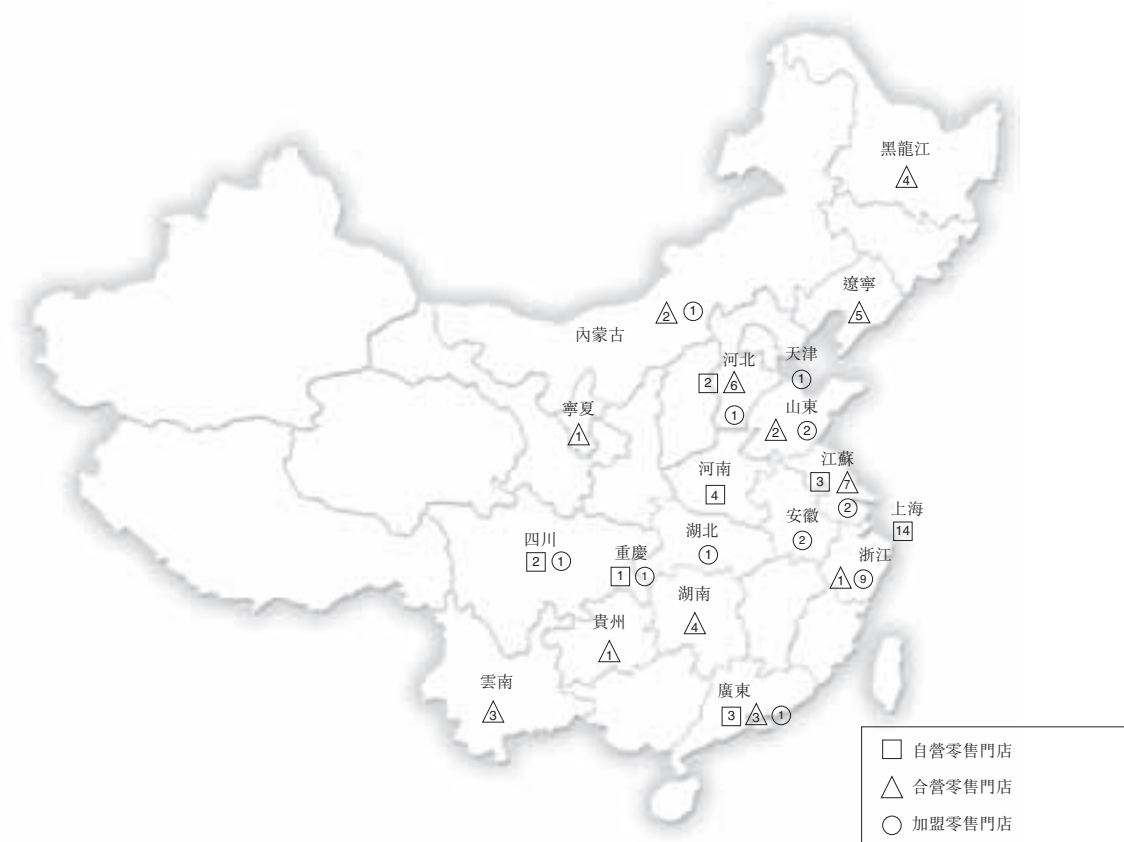 黑龍江
4
遼寧
5
2 1
內蒙古
河北
2 6
1
天津
1
山東
2 2
寧夏
1
河南
4
江蘇
3 7
2
上海
14
安徽
2
湖北
1
浙江
1 9
四川
2 1
重慶
1 1
湖南
4
貴州
1
雲南
3
廣東
3 3 1
自營零售門店
合營零售門店
加盟零售門店